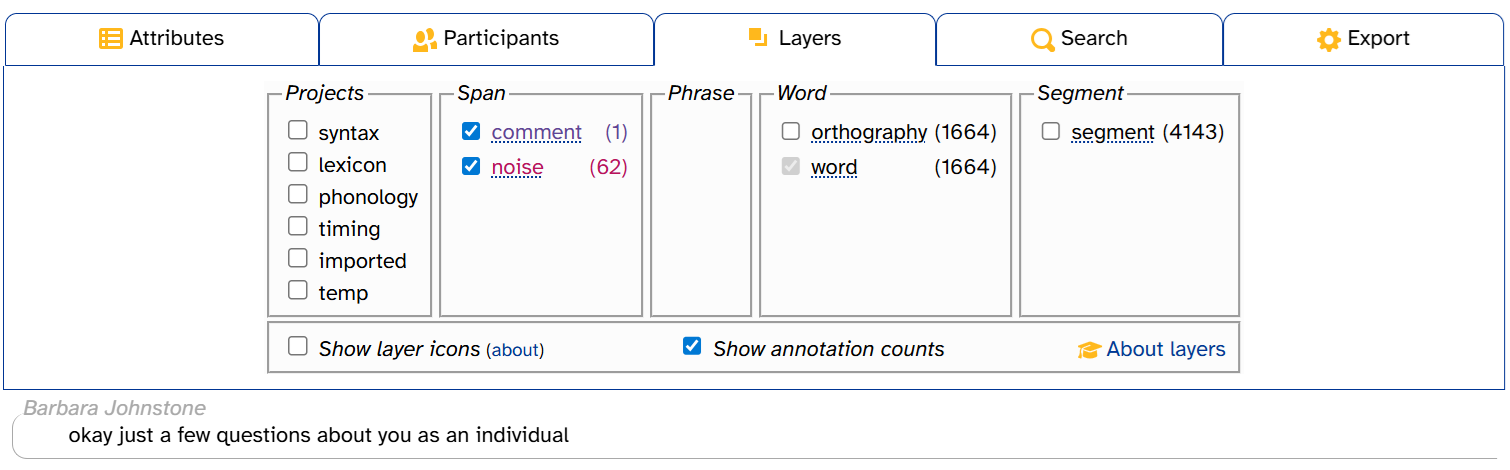 Attributes Participants Layers Search Export
Projects Span Phrase Word Segment
syntax comment (1) orthography (1664) segment (4143)
lexicon noise (62) word (1664)
phonology
timing
imported
temp
Show layer icons (about) Show annotation counts About layers
Barbara Johnstone
okay just a few questions about you as an individual